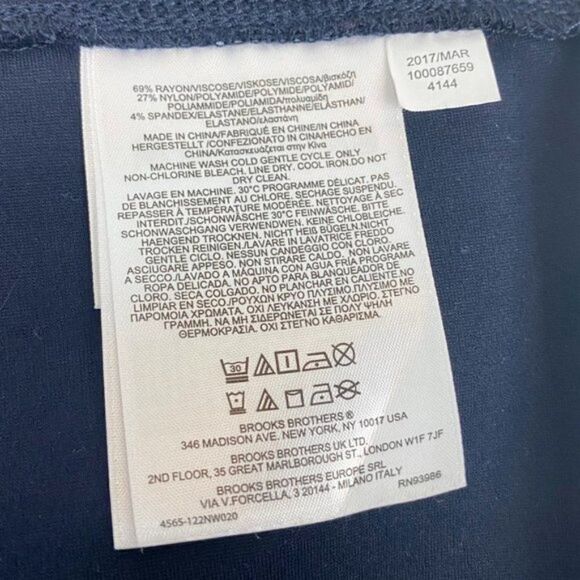 2017/MAR
100087659
4144
69% RAYON/VISCOSE/VISKOSE/VISCOSA/βισκόζη
27% NYLON/POLYAMIDE/POLYAMIDE/POLYAMID/
POLIAMMIDE/POLIAMIDA/πολυαμίδη
4% SPANDEX/ELASTANE/ELASTHANNE/ELASTHAN/
ELASTANO/ελαστάνη
MADE IN CHINA/FABRIQUÉ EN CHINE/
HERGESTELLT /CONFEZIONATO IN CINA/HECHO EN
CHINA/Κατασκευάζεται στην Κίνα
MACHINE WASH COLD GENTLE CYCLE. ONLY
NON-CHLORINE BLEACH. LINE DRY. COOL IRON.DO NOT
DRY CLEAN.
LAVAGE EN MACHINE. 30°C PROGRAMME DÉLICAT. PAS
DE BLANCHISSEMENT AU CHLORE. SECHAGE SUSPENDU.
REPASSER À TEMPÉRATURE MODÉRÉE. NETTOYAGE À SEC
INTERDIT./SCHONWÄSCHE 30°C FEINWÄSCHE. BITTE
SCHONWASCHGANG VERWENDEN. KEINE CHLOBLEICHE.
HAENGEND TROCKNEN. NICHT HEIß BÜGELN.NICHT
TROCKEN REINIGEN./LAVARE IN LAVATRICE FREDDO
GENTLE CICLO. NESSUN CANDEGGIO CON CLORO.
ASCIUGARE APPESO. NON STIRARE CALDO. NON LAVARE
A SECCO./LAVADO A MÁQUINA CON AGUA FRÍA PROGRAMA
ROPA DELICADA. NO APTO PARA BLANQUEADOR DE
CLORO. SECA COLGADO. NO PLANCHAR EN CALIENTE.NO
LIMPIAR EN SECO./ΡΟΥΧΩΝ ΚΡΥΟ ΠΛΥΣΙΜΟ ΠΛΥΣΙΜΟ ΓΙΑ
ΠΑΡΟΜΟΙΑ ΧΡΩΜΑΤΑ. ΟΧΙ ΛΕΥΚΑΝΣΗ ΜΕ ΧΛΩΡΙΟ. ΣΤΗ
ΓΡΑΜΜΗ. ΝΑ ΜΗ ΣΙΔΕΡΩΝΕΤΑΙ ΣΕ ΠΟΛΥ ΨΗΛΗ
ΘΕΡΜΟΚΡΑΣΙΑ. ΟΧΙ ΣΤΕΓΝΟ ΚΑΘΑΡΙΣΜΑ.
30
BROOKS BROTHERS ®
346 MADISON AVE. NEW YORK, NY 10017 USA
BROOKS BROTHERS UK LTD.
2ND FLOOR, 35 GREAT MARLBOROUGH ST., LONDON W1F 7JF
BROOKS BROTHERS EUROPE SRL
VIA V.FORCELLA, 3 20144 - MILANO ITALY
RN93986
4565-122NW020